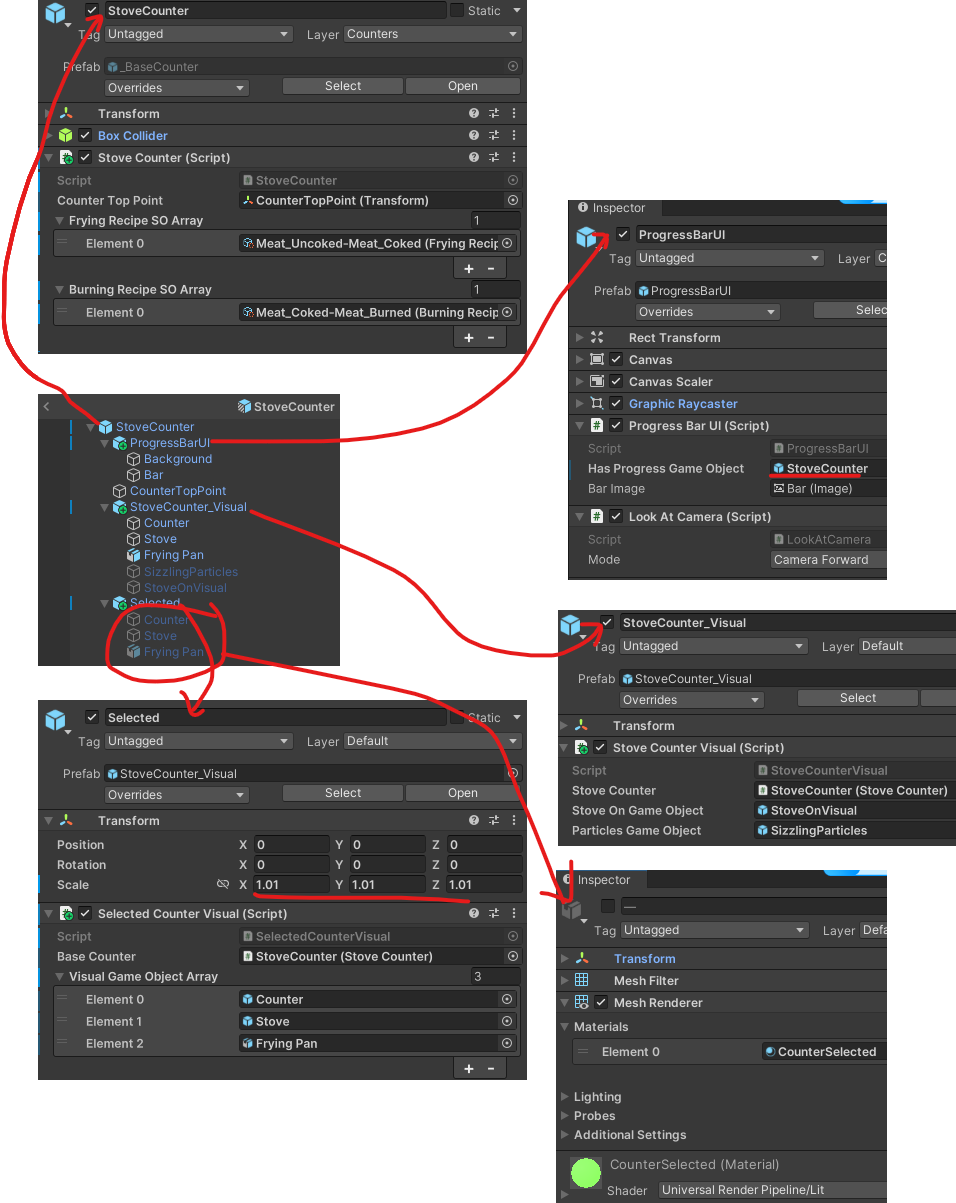 StoveCounter
Static
Tag Untagged
Layer Counters
Prefab _BaseCounter
Overrides
Select
Open
Transform
Box Collider
Stove Counter (Script)
Script StoveCounter
Counter Top Point CounterTopPoint (Transform)
Frying Recipe SO Array 1
Element 0 Meat_Uncoked-Meat_Coked (Frying Recip
+ -
Burning Recipe SO Array 1
Element 0 Meat_Coked-Meat_Burned (Burning Recip
+ -
StoveCounter
StoveCounter
ProgressBarUI
Background
Bar
CounterTopPoint
StoveCounter_Visual
Counter
Stove
Frying Pan
SizzlingParticles
StoveOnVisual
Selected
Counter
Stove
Frying Pan
Selected
Static
Tag Untagged
Layer Default
Prefab StoveCounter_Visual
Overrides
Select
Open
Transform
Position X 0 Y 0 Z 0
Rotation X 0 Y 0 Z 0
Scale X 1.01 Y 1.01 Z 1.01
Selected Counter Visual (Script)
Script SelectedCounterVisual
Base Counter StoveCounter (Stove Counter)
Visual Game Object Array 3
Element 0 Counter
Element 1 Stove
Element 2 Frying Pan
+ -
Inspector
ProgressBarUI
Tag Untagged
Layer C
Prefab ProgressBarUI
Overrides
Selec
Rect Transform
Canvas
Canvas Scaler
Graphic Raycaster
Progress Bar UI (Script)
Script ProgressBarUI
Has Progress Game Object StoveCounter
Bar Image Bar (Image)
Look At Camera (Script)
Script LookAtCamera
Mode Camera Forward
StoveCounter_Visual
Tag Untagged
Layer Default
Prefab StoveCounter_Visual
Overrides
Select
Transform
Stove Counter Visual (Script)
Script StoveCounterVisual
Stove Counter StoveCounter (Stove Counter)
Stove On Game Object StoveOnVisual
Particles Game Object SizzlingParticles
Inspector
—
Tag Untagged
Layer Defa
Transform
Mesh Filter
Mesh Renderer
Materials
Element 0 CounterSelected
Lighting
Probes
Additional Settings
CounterSelected (Material)
Shader Universal Render Pipeline/Lit